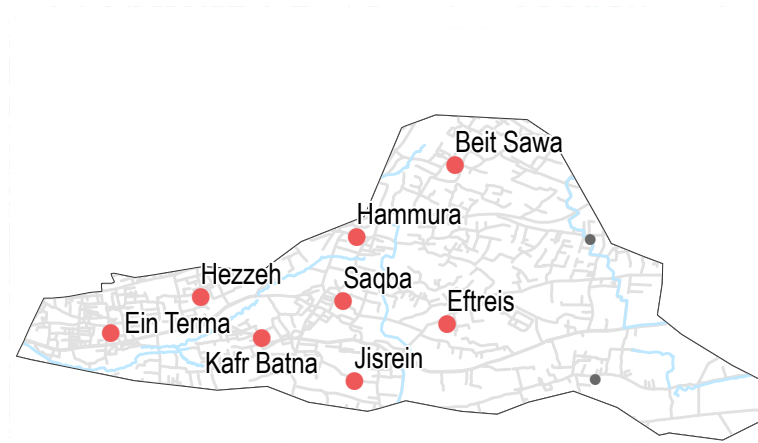 Beit Sawa
Hammura
Hezzeh
Saqba
Eftreis
Ein Terma
Kafr Batna
Jisrein